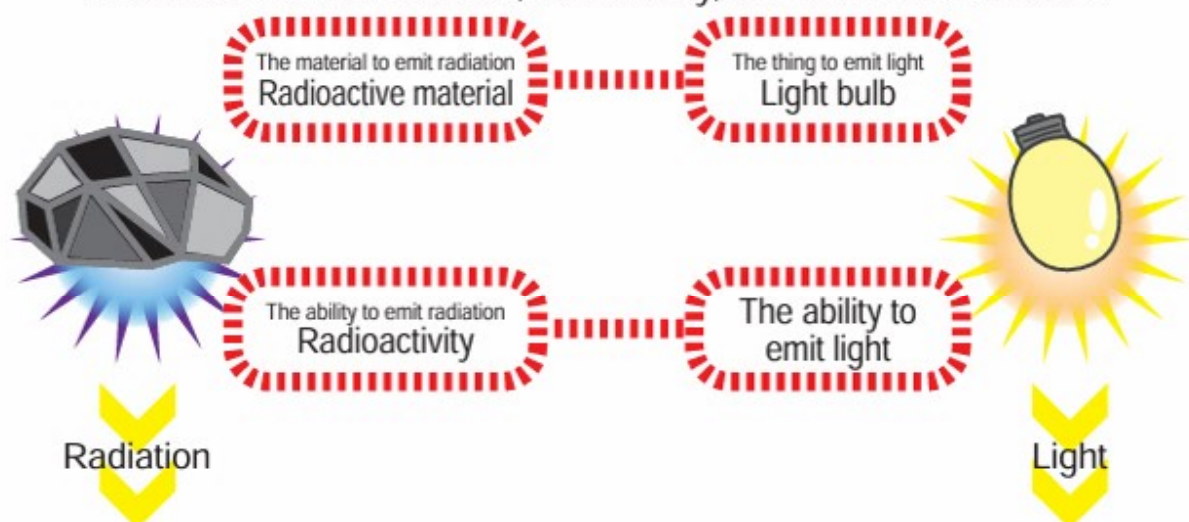 The material to emit radiation
Radioactive material
The thing to emit light
Light bulb
The ability to emit radiation
Radioactivity
The ability to
emit light
Radiation
Light